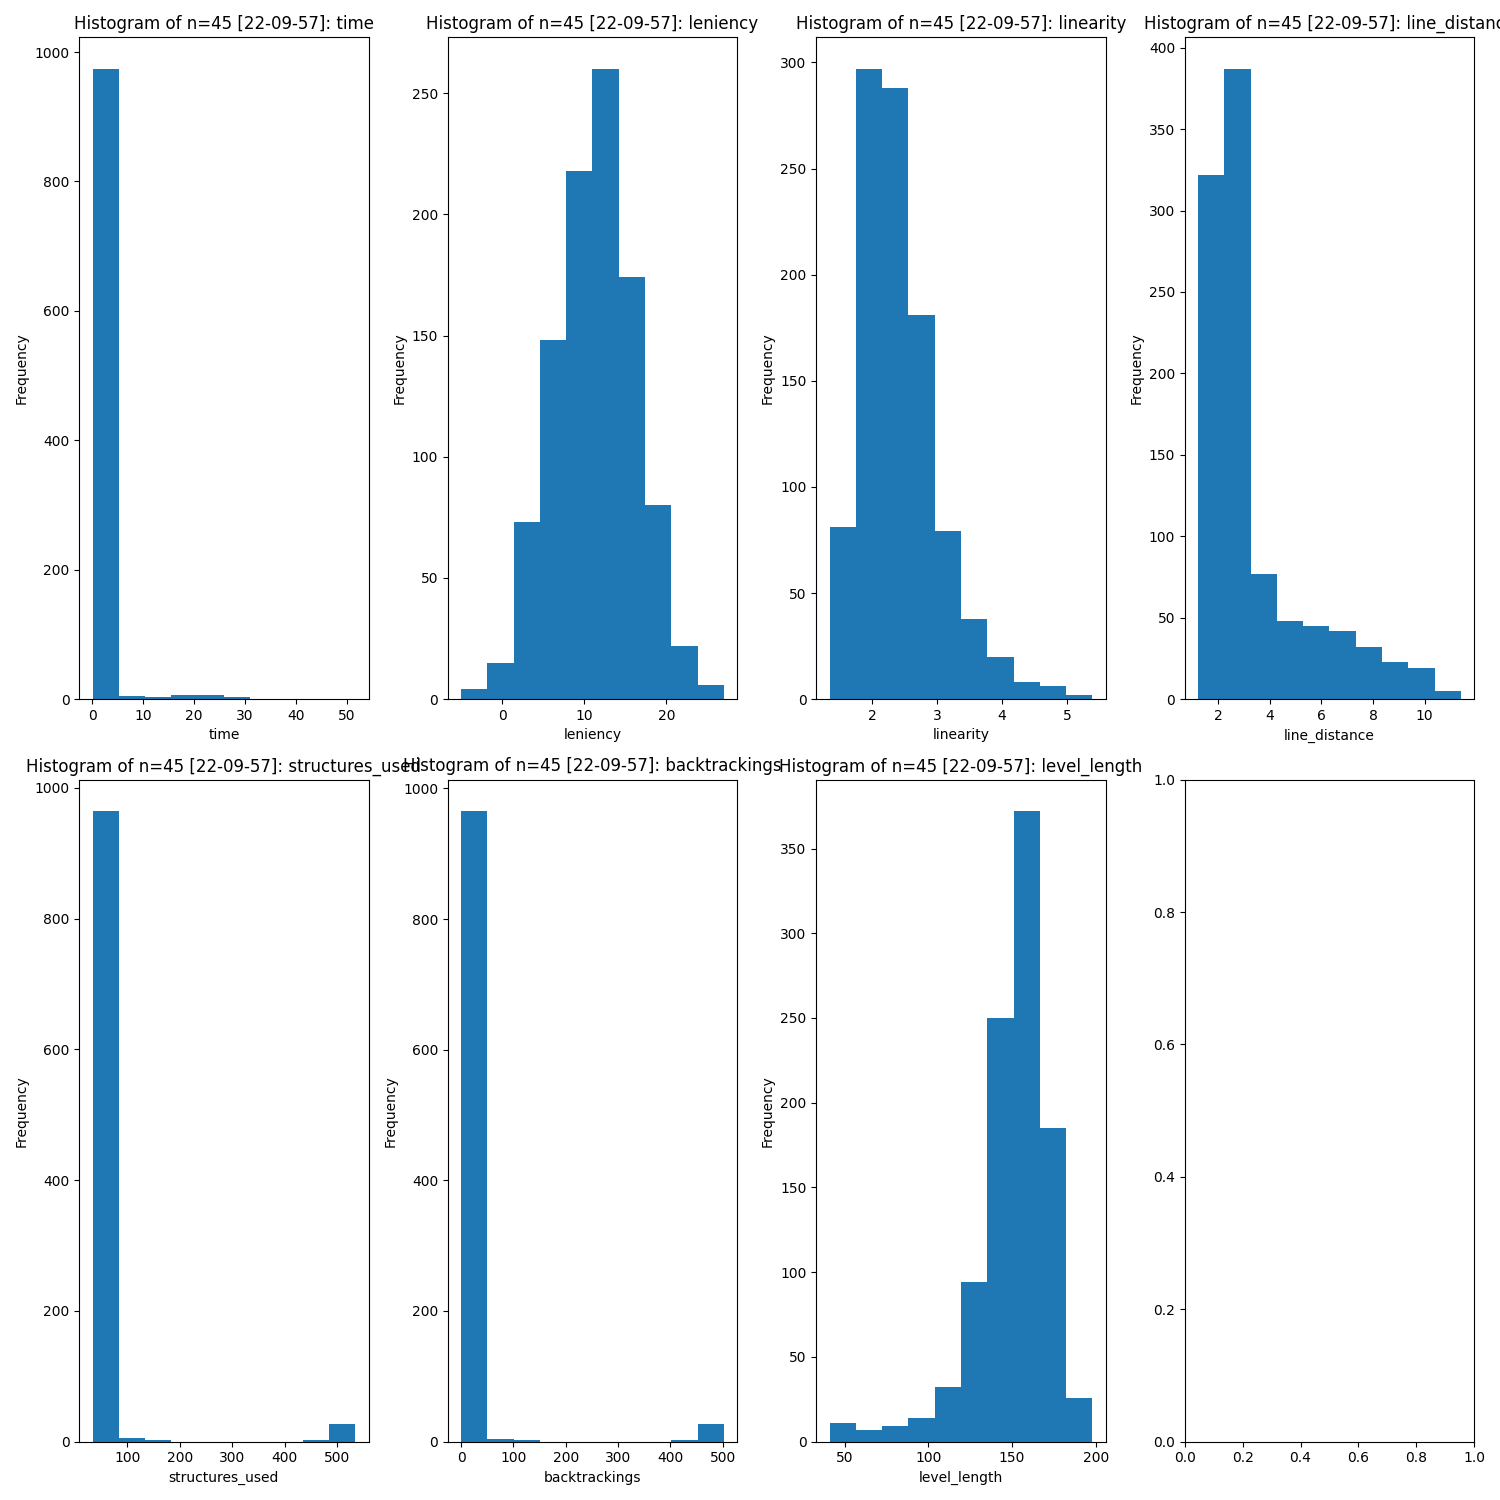 Histogram of n=45 [22-09-57]: time
1000
800
600
400
200
0
Frequency
0 10 20 30 40 50
time
Histogram of n=45 [22-09-57]: leniency
250
200
150
100
50
0
Frequency
0 10 20
leniency
Histogram of n=45 [22-09-57]: linearity
300
250
200
150
100
50
0
Frequency
2 3 4 5
linearity
Histogram of n=45 [22-09-57]: line_distanc
400
350
300
250
200
150
100
50
0
Frequency
2 4 6 8 10
line_distance
Histogram of n=45 [22-09-57]: structures_used
1000
800
600
400
200
0
Frequency
100 200 300 400 500
structures_used
Histogram of n=45 [22-09-57]: backtrackings
1000
800
600
400
200
0
Frequency
0 100 200 300 400 500
backtrackings
Histogram of n=45 [22-09-57]: level_length
350
300
250
200
150
100
50
0
Frequency
50 100 150 200
level_length
1.0
0.8
0.6
0.4
0.2
0.0
0.0 0.2 0.4 0.6 0.8 1.0